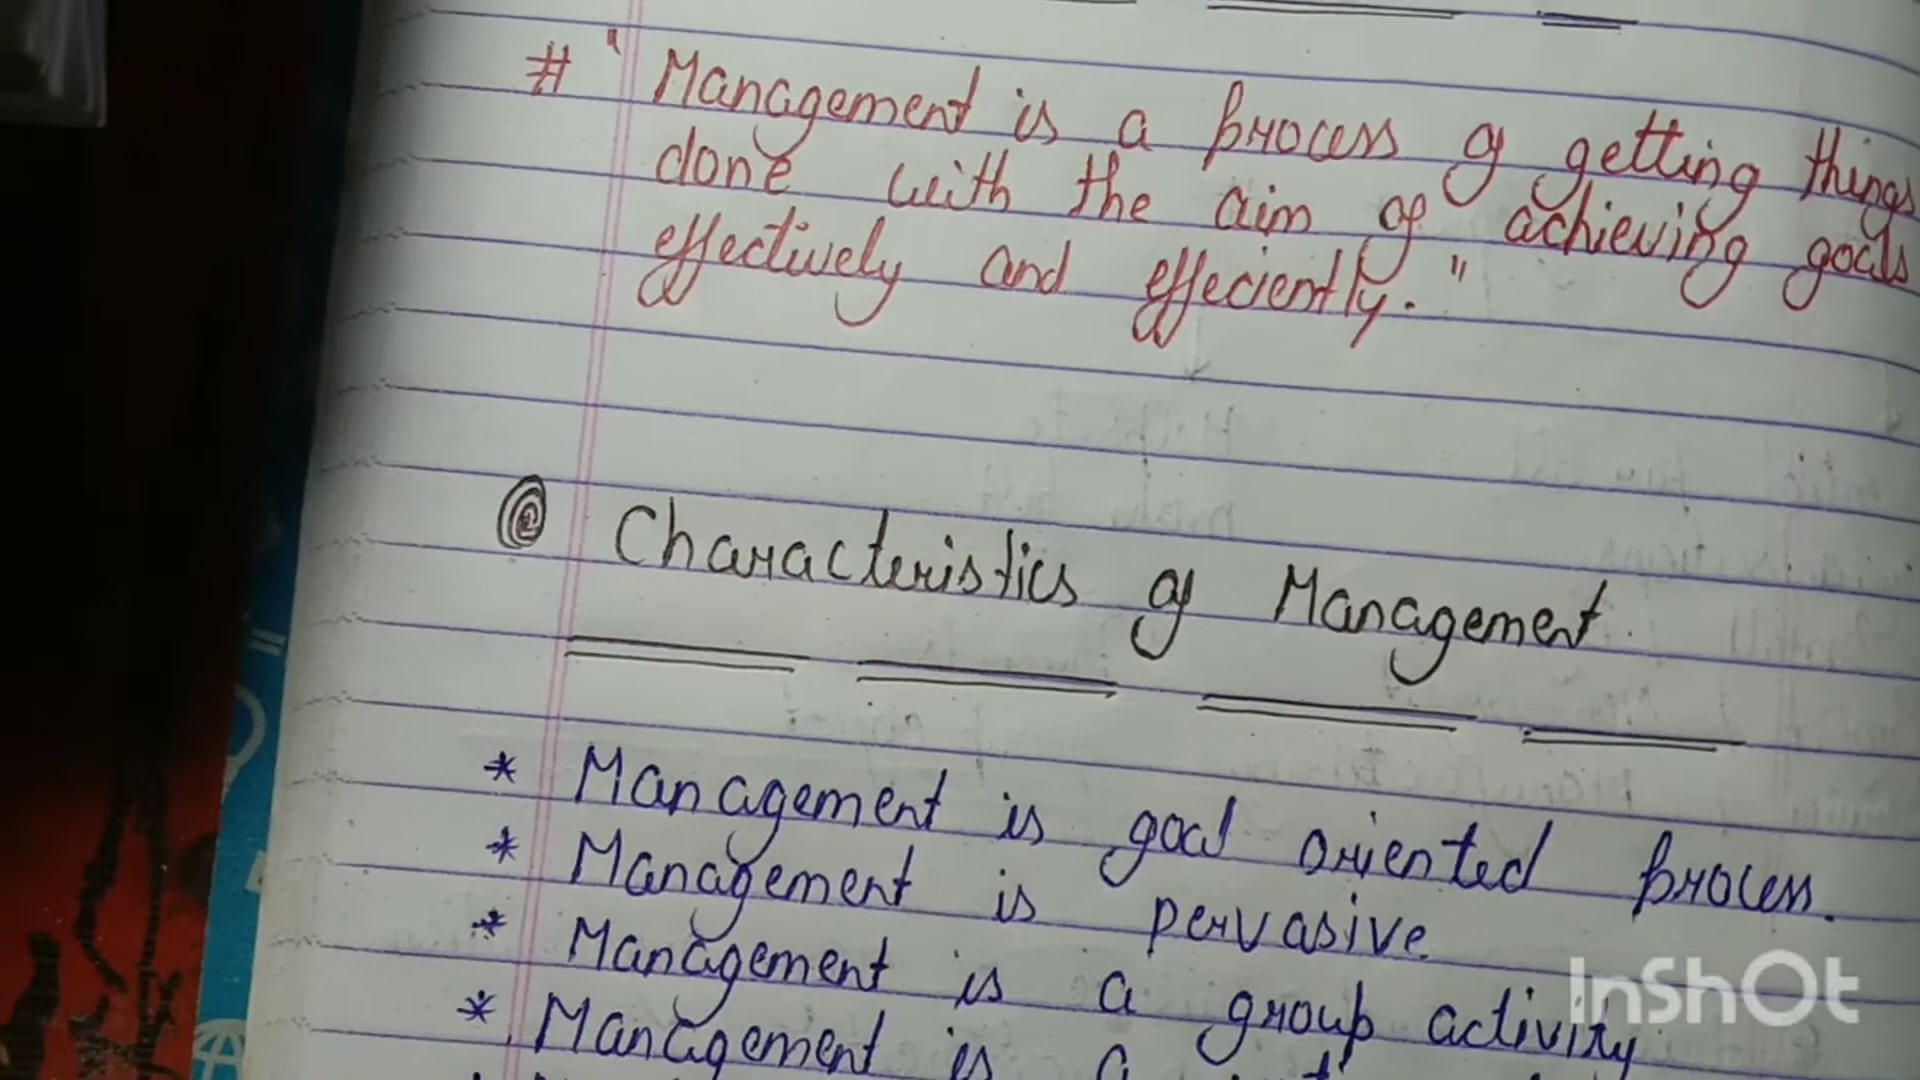 # " Management is a process of getting things
done with the aim of achieving goals
effectively and effeciently."
@ Characteristics of Management
* Management is goal oriented process.
* Management is pervasive.
* Management is a group activity
* Management is a
InShOt